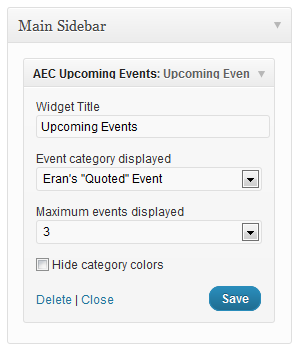 Main Sidebar
AEC Upcoming Events: Upcoming Even
Widget Title
Upcoming Events
Event category displayed
Eran's "Quoted" Event
Maximum events displayed
3
Hide category colors
Delete | Close
Save